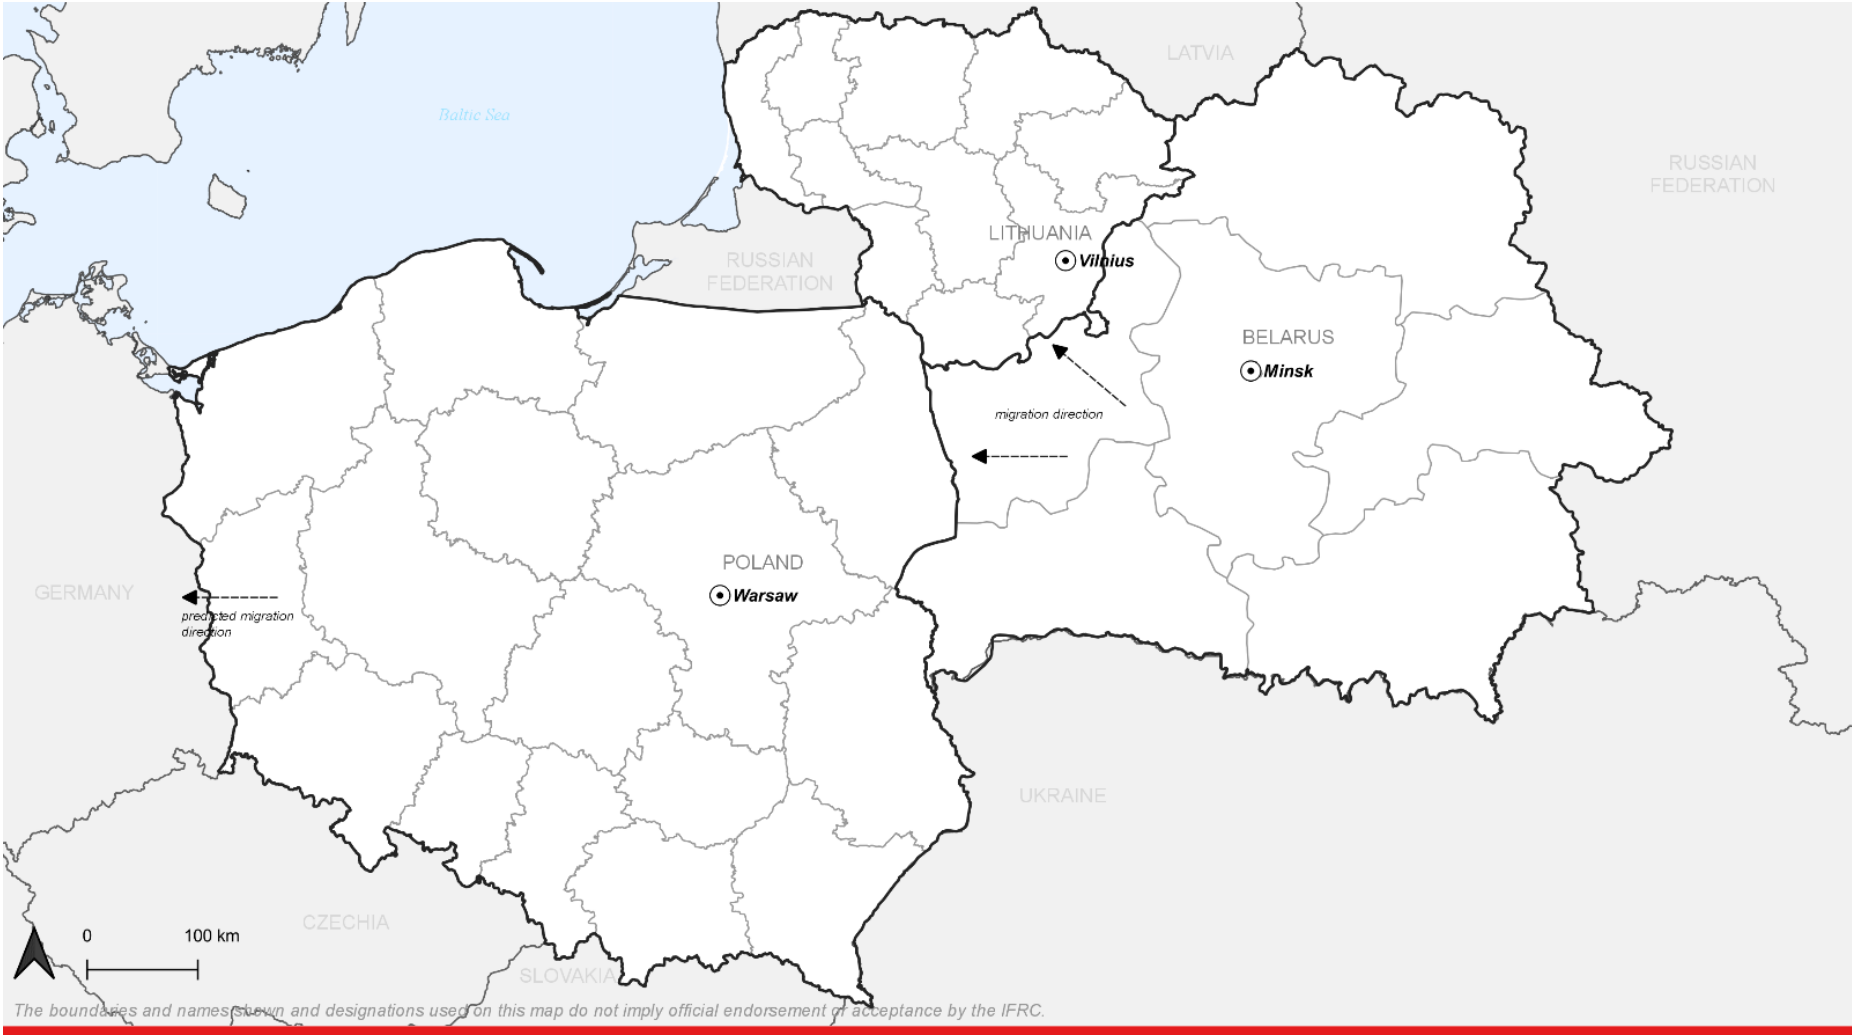 LATVIA
Baltic Sea
RUSSIAN
FEDERATION
LITHUANIA
Vilnius
RUSSIAN
FEDERATION
BELARUS
Minsk
migration direction
POLAND
Warsaw
GERMANY
predicted migration
direction
UKRAINE
CZECHIA
0 100 km
SLOVAKIA
The boundaries and names shown and designations used on this map do not imply official endorsement or acceptance by the IFRC.